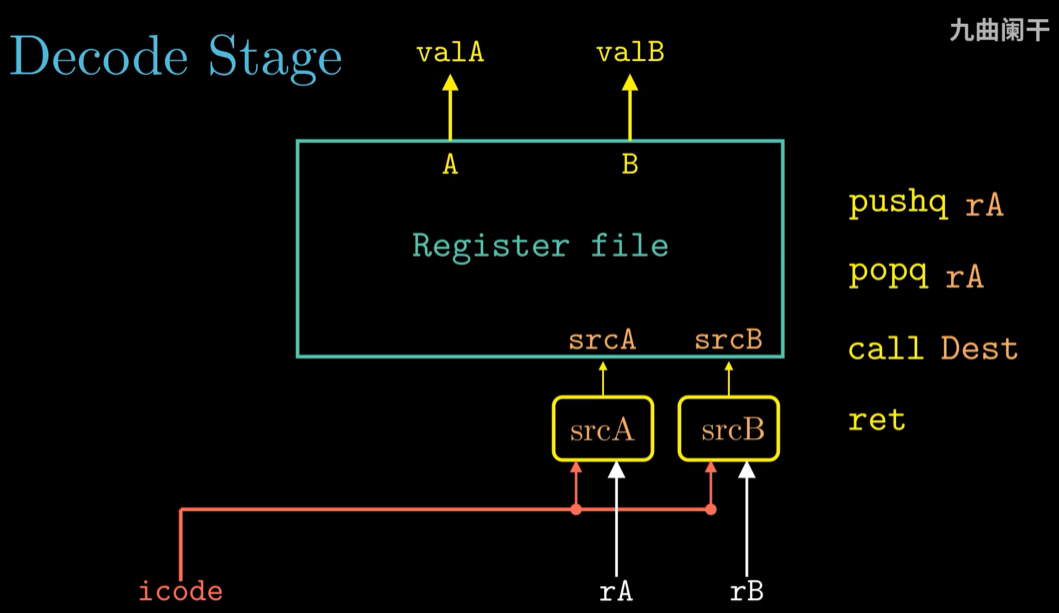 九曲阑干
Decode Stage
valA
valB
A
B
Register file
srcA
srcB
srcA
srcB
icode
rA
rB
pushq rA
popq rA
call Dest
ret